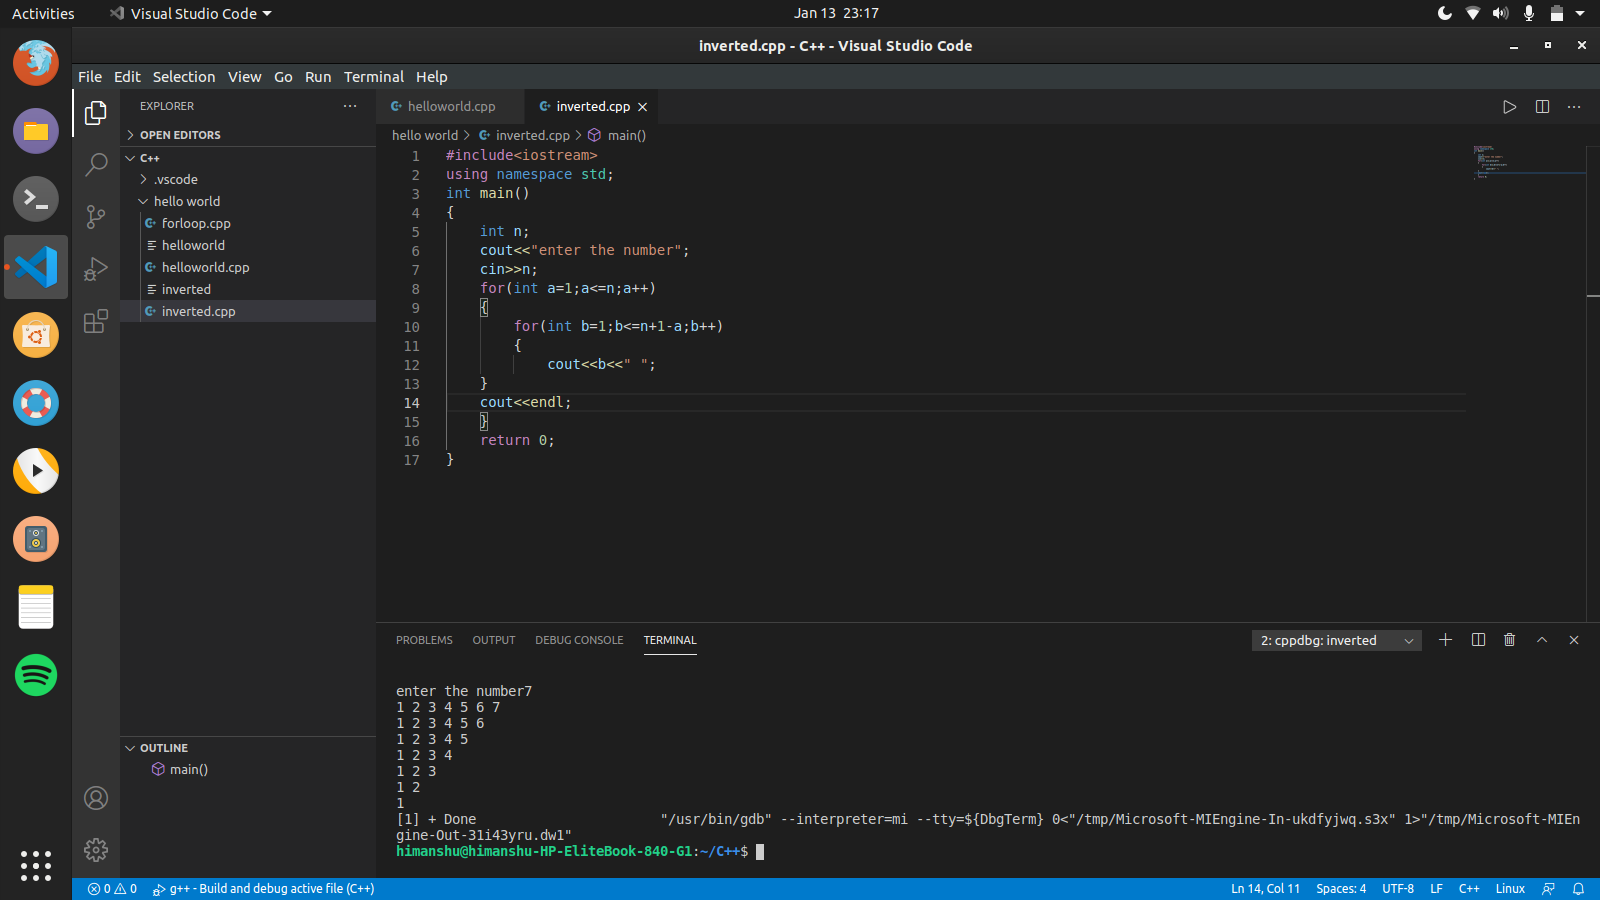 Activities
Visual Studio Code
Jan 13 23:17
inverted.cpp - C++ - Visual Studio Code
File Edit Selection View Go Run Terminal Help
EXPLORER
OPEN EDITORS
C++
.vscode
hello world
forloop.cpp
helloworld
helloworld.cpp
inverted
inverted.cpp
OUTLINE
main()
helloworld.cpp
inverted.cpp
hello world > inverted.cpp > main()
1 #include<iostream>
2 using namespace std;
3 int main()
4 {
5 int n;
6 cout<<"enter the number";
7 cin>>n;
8 for(int a=1;a<=n;a++)
9 {
10 for(int b=1;b<=n+1-a;b++)
11 {
12 cout<<b<<" ";
13 }
14 cout<<endl;
15 }
16 return 0;
17 }
PROBLEMS OUTPUT DEBUG CONSOLE TERMINAL
2: cppdbg: inverted
enter the number7
1 2 3 4 5 6 7
1 2 3 4 5 6
1 2 3 4 5
1 2 3 4
1 2 3
1 2
1
[1] + Done "/usr/bin/gdb" --interpreter=mi --tty=${DbgTerm} 0<"/tmp/Microsoft-MIEngine-In-ukdfyjwq.s3x" 1>"/tmp/Microsoft-MIEn
gine-Out-31i43yru.dw1"
himanshu@himanshu-HP-EliteBook-840-G1:~/C++$
0 0 g++ - Build and debug active file (C++)
Ln 14, Col 11 Spaces: 4 UTF-8 LF C++ Linux